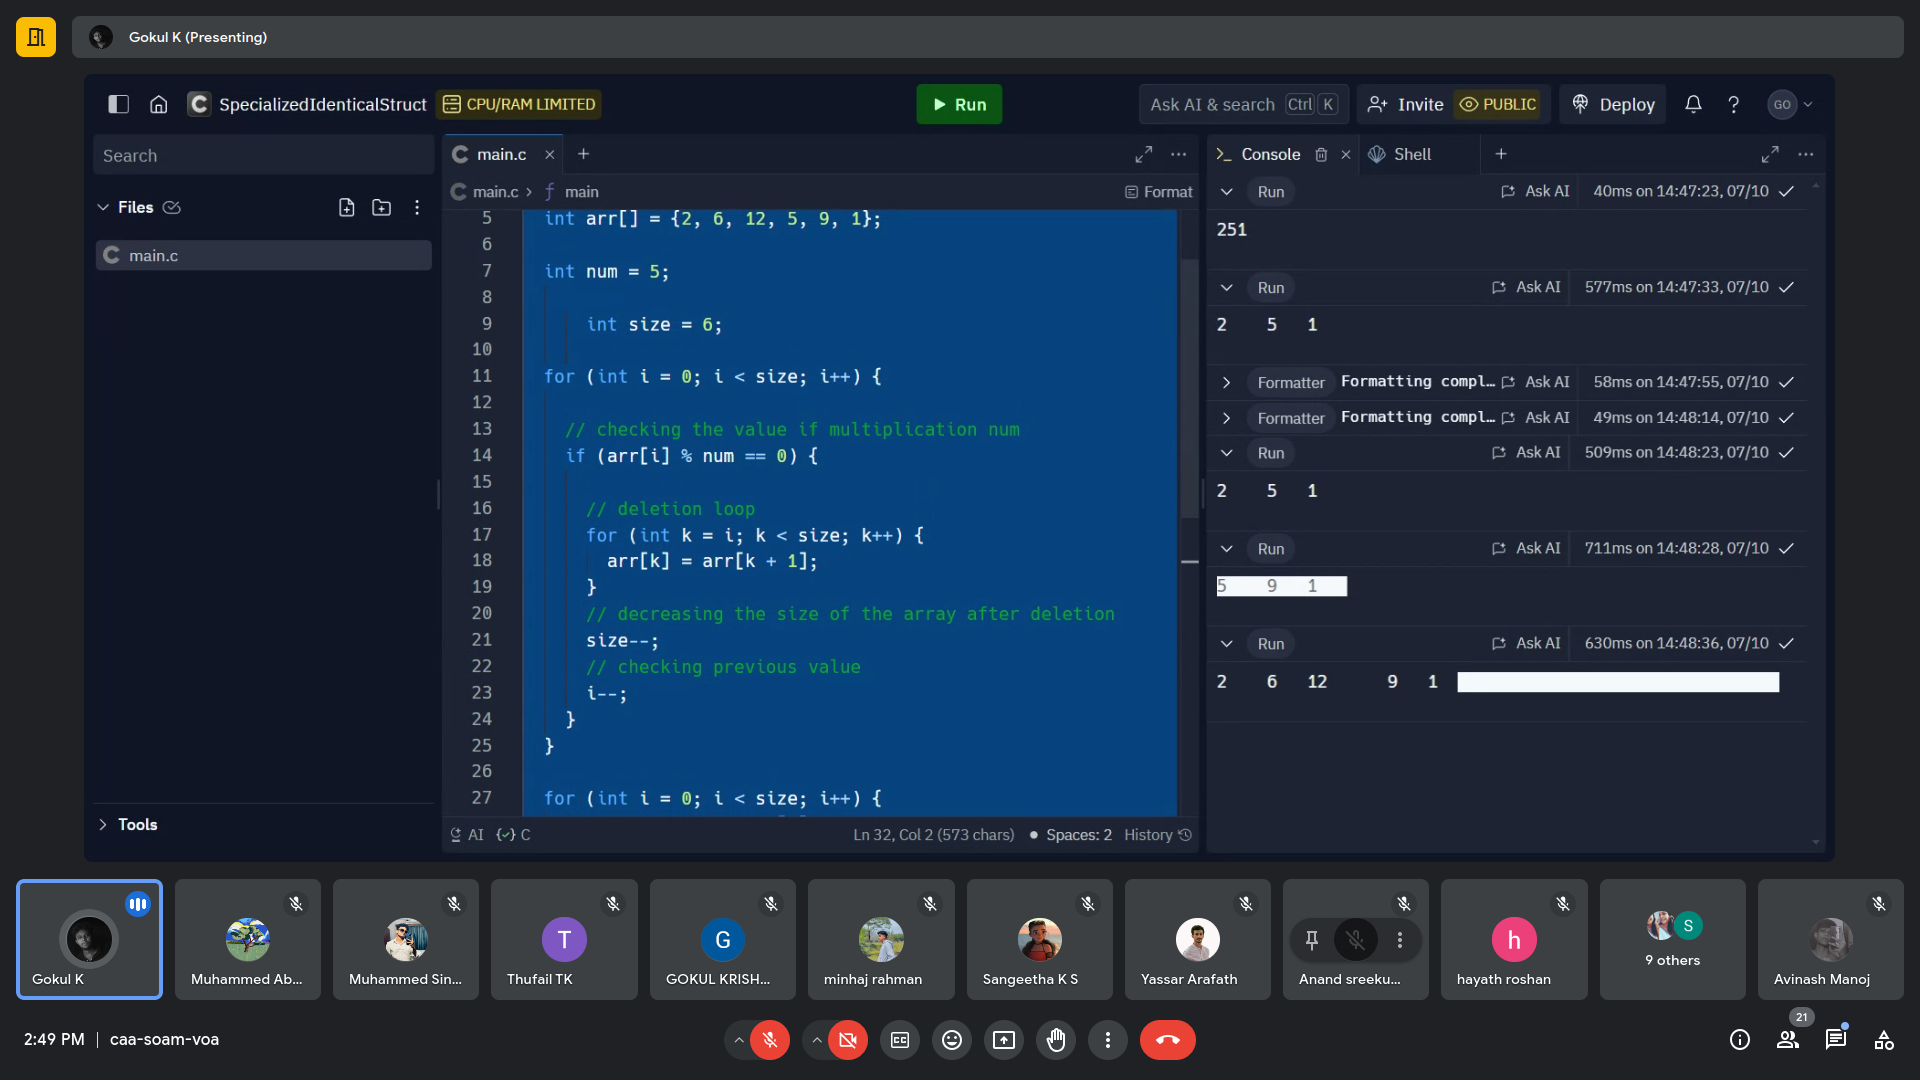 Gokul K (Presenting)
SpecializedIdenticalStruct
CPU/RAM LIMITED
Run
Ask AI & search Ctrl K
Invite
PUBLIC
Deploy
GO
Search
Files
main.c
Tools
main.c
main.c > main
Format
5 int arr[] = {2, 6, 12, 5, 9, 1};
6
7 int num = 5;
8
9 int size = 6;
10
11 for (int i = 0; i < size; i++) {
12
13 // checking the value if multiplication num
14 if (arr[i] % num == 0) {
15
16 // deletion loop
17 for (int k = i; k < size; k++) {
18 arr[k] = arr[k + 1];
19 }
20 // decreasing the size of the array after deletion
21 size--;
22 // checking previous value
23 i--;
24 }
25 }
26
27 for (int i = 0; i < size; i++) {
AI {✓} C
Ln 32, Col 2 (573 chars)
Spaces: 2
History
Console
Shell
Run Ask AI 40ms on 14:47:23, 07/10
251
Run Ask AI 577ms on 14:47:33, 07/10
2 5 1
Formatter Formatting compl… Ask AI 58ms on 14:47:55, 07/10
Formatter Formatting compl… Ask AI 49ms on 14:48:14, 07/10
Run Ask AI 509ms on 14:48:23, 07/10
2 5 1
Run Ask AI 711ms on 14:48:28, 07/10
5 9 1
Run Ask AI 630ms on 14:48:36, 07/10
2 6 12 9 1
Gokul K
Muhammed Ab...
Muhammed Sin...
T
Thufail TK
G
GOKUL KRISH...
minhaj rahman
Sangeetha K S
Yassar Arafath
Anand sreeku...
h
hayath roshan
S
9 others
Avinash Manoj
2:49 PM | caa-soam-voa
21